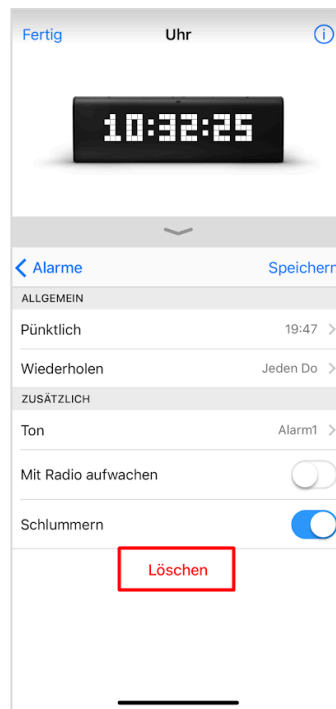 Fertig Uhr
10:32:25
Alarme Speichern
ALLGEMEIN
Pünktlich 19:47
Wiederholen Jeden Do
ZUSÄTZLICH
Ton Alarm1
Mit Radio aufwachen
Schlummern
Löschen